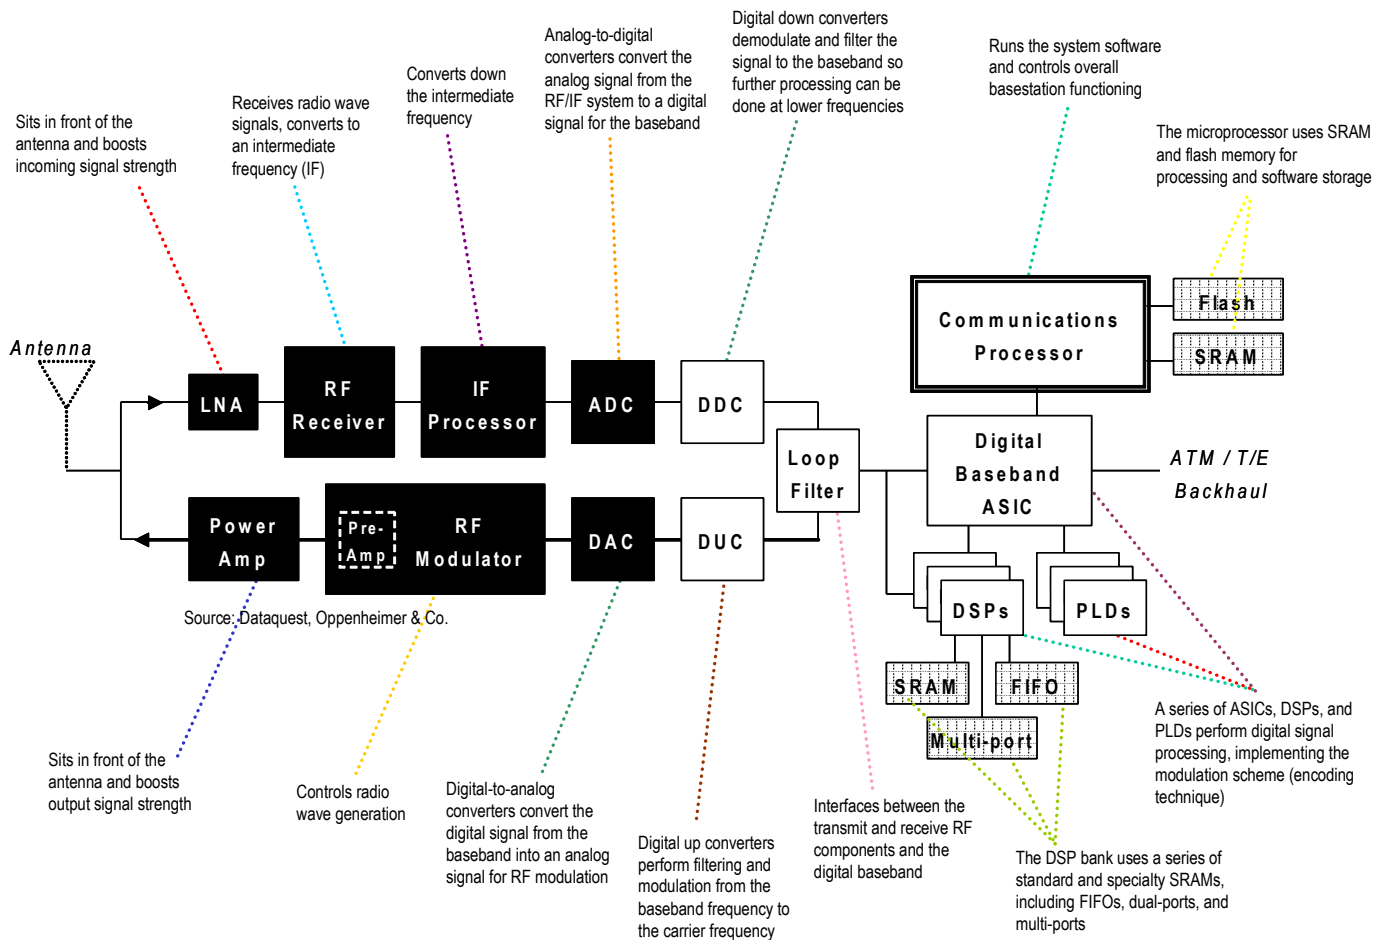 Digital down converters
demodulate and filter the
signal to the baseband so
further processing can be
done at lower frequencies
Analog-to-digital
converters convert the
analog signal from the
RF/IF system to a digital
signal for the baseband
Runs the system software
and controls overall
basestation functioning
Converts down
the intermediate
frequency
Receives radio wave
signals, converts to
an intermediate
frequency (IF)
Sits in front of the
antenna and boosts
incoming signal strength
The microprocessor uses SRAM
and flash memory for
processing and software storage
Antenna
LNA
RF
Receiver
IF
Processor
ADC
DDC
Loop
Filter
Communications
Processor
Flash
SRAM
Digital
Baseband
ASIC
ATM / T/E
Backhaul
Power
Amp
Pre-
Amp
RF
Modulator
DAC
DUC
DSPs
PLDs
Source: Dataquest, Oppenheimer & Co.
SRAM
FIFO
Multi-port
Sits in front of the
antenna and boosts
output signal strength
Controls radio
wave generation
Digital-to-analog
converters convert the
digital signal from the
baseband into an analog
signal for RF modulation
Digital up converters
perform filtering and
modulation from the
baseband frequency to
the carrier frequency
Interfaces between the
transmit and receive RF
components and the
digital baseband
A series of ASICs, DSPs, and
PLDs perform digital signal
processing, implementing the
modulation scheme (encoding
technique)
The DSP bank uses a series of
standard and specialty SRAMs,
including FIFOs, dual-ports, and
multi-ports